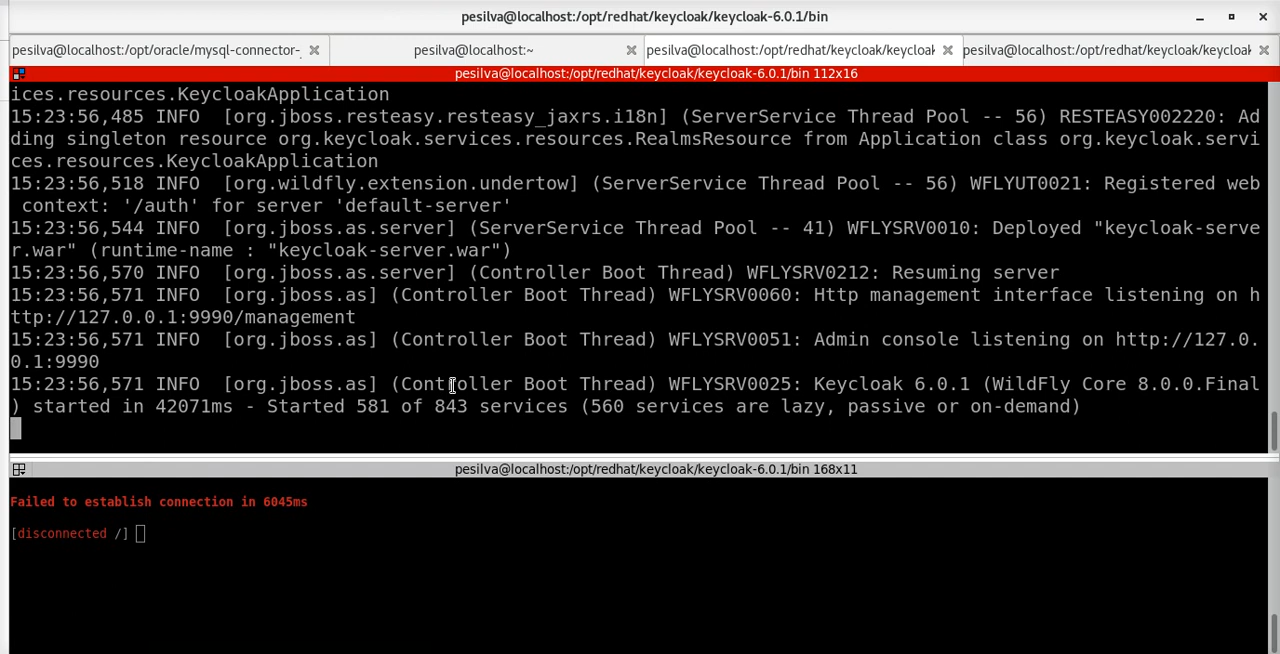 pesilva@localhost:/opt/redhat/keycloak/keycloak-6.0.1/bin
pesilva@localhost:/opt/oracle/mysql-connector-
pesilva@localhost:~
pesilva@localhost:/opt/redhat/keycloak/keycloak
pesilva@localhost:/opt/redhat/keycloak/keycloak
pesilva@localhost:/opt/redhat/keycloak/keycloak-6.0.1/bin 112x16
ices.resources.KeycloakApplication
15:23:56,485 INFO  [org.jboss.resteasy.resteasy_jaxrs.i18n] (ServerService Thread Pool -- 56) RESTEASY002220: Ad
ding singleton resource org.keycloak.services.resources.RealmsResource from Application class org.keycloak.servi
ces.resources.KeycloakApplication
15:23:56,518 INFO  [org.wildfly.extension.undertow] (ServerService Thread Pool -- 56) WFLYUT0021: Registered web
 context: '/auth' for server 'default-server'
15:23:56,544 INFO  [org.jboss.as.server] (ServerService Thread Pool -- 41) WFLYSRV0010: Deployed "keycloak-serve
r.war" (runtime-name : "keycloak-server.war")
15:23:56,570 INFO  [org.jboss.as.server] (Controller Boot Thread) WFLYSRV0212: Resuming server
15:23:56,571 INFO  [org.jboss.as] (Controller Boot Thread) WFLYSRV0060: Http management interface listening on h
ttp://127.0.0.1:9990/management
15:23:56,571 INFO  [org.jboss.as] (Controller Boot Thread) WFLYSRV0051: Admin console listening on http://127.0.
0.1:9990
15:23:56,571 INFO  [org.jboss.as] (Controller Boot Thread) WFLYSRV0025: Keycloak 6.0.1 (WildFly Core 8.0.0.Final
) started in 42071ms - Started 581 of 843 services (560 services are lazy, passive or on-demand)
pesilva@localhost:/opt/redhat/keycloak/keycloak-6.0.1/bin 168x11
Failed to establish connection in 6045ms
[disconnected /]